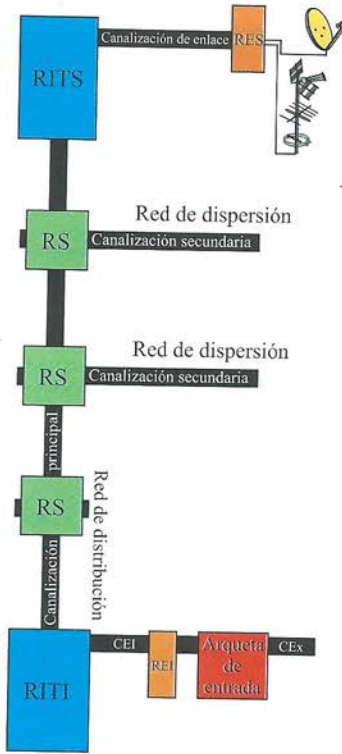 Canalización de enlace
RES
RITS
Red de dispersión
RS
Canalización secundaria
Red de dispersión
RS
Canalización secundaria
principal
RS
Red de distribución
Canalización
RITI
CEI
REI
Arqueta
de
entrada
CEx